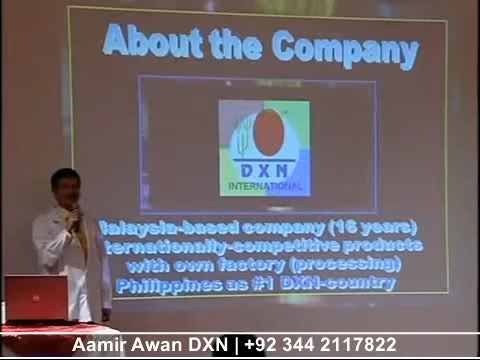 About the Company
DXN
INTERNATIONAL
alaysia-based company (16 years)
ternationally-competitive products
with own factory (processing)
Philippines as #1 DXN-country
Aamir Awan DXN | +92 344 2117822